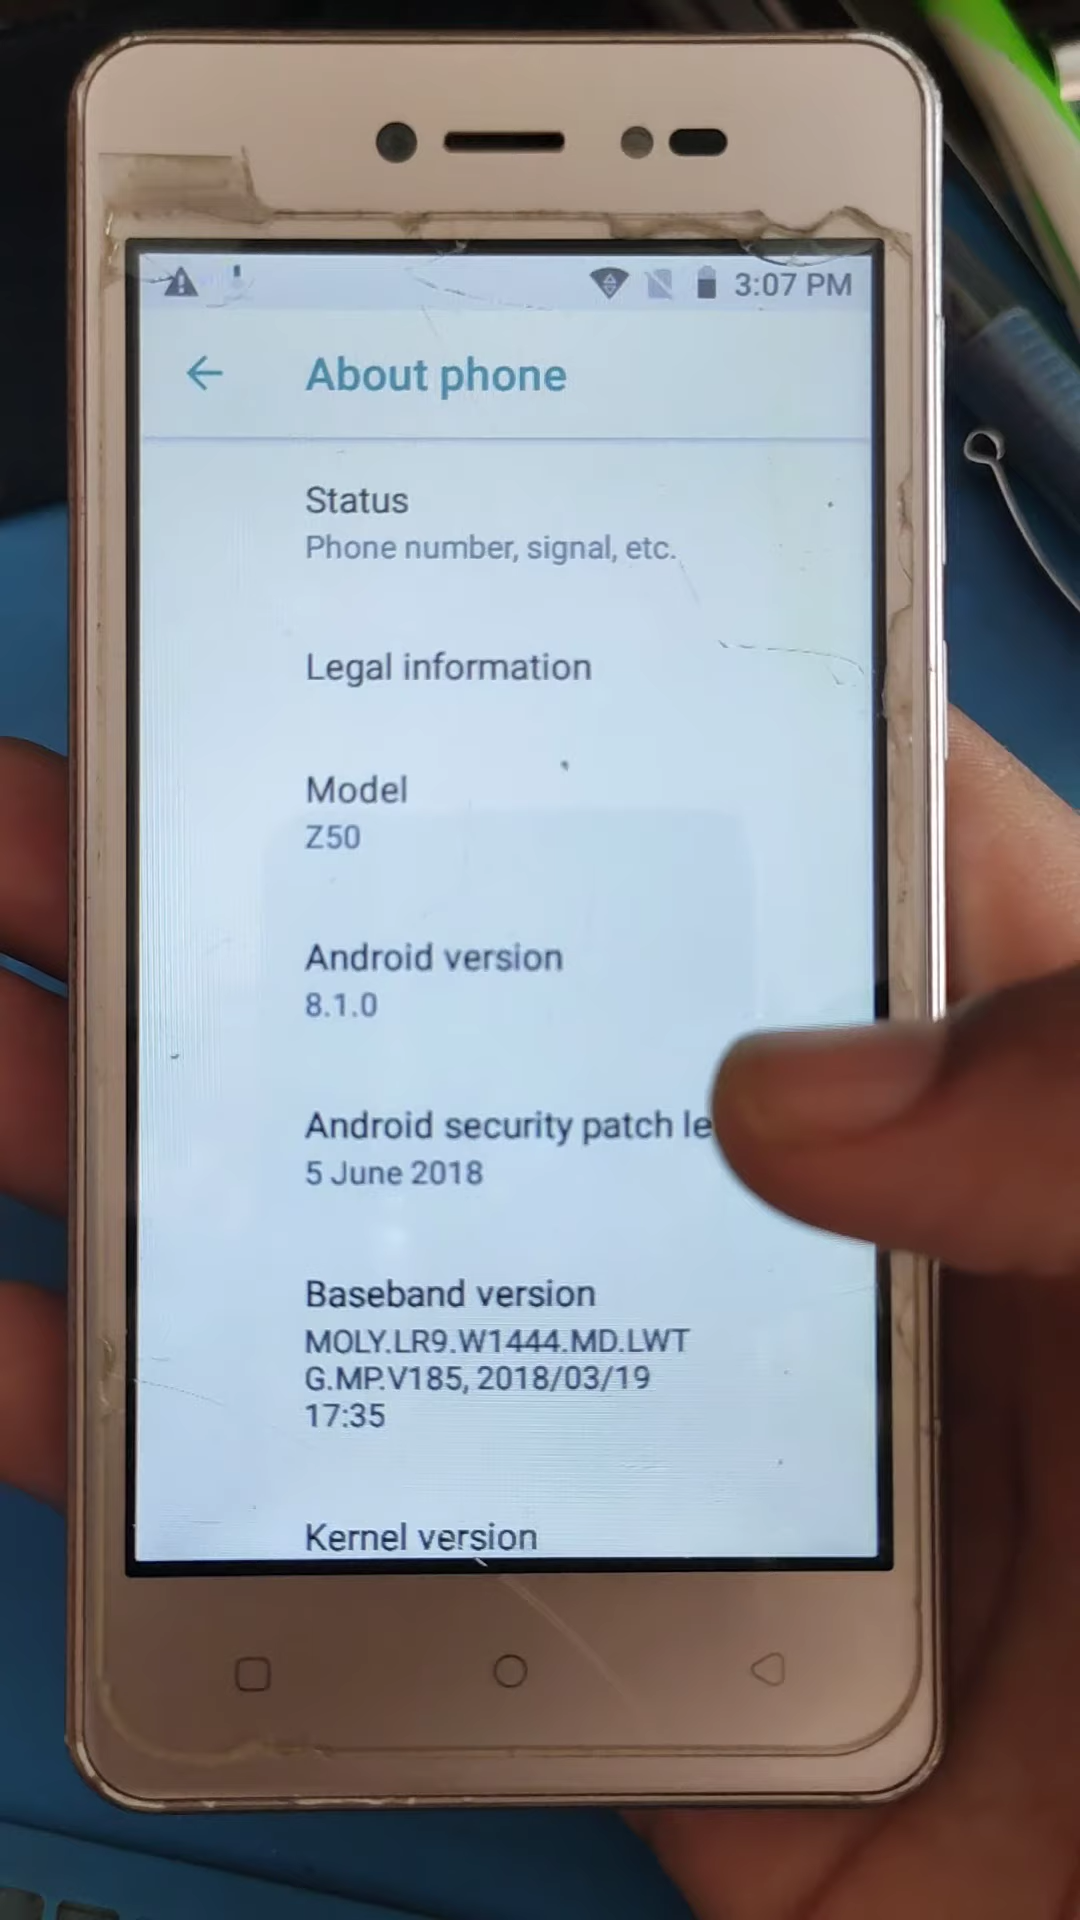 3:07 PM
About phone
Status
Phone number, signal, etc.
Legal information
Model
Z50
Android version
8.1.0
Android security patch le
5 June 2018
Baseband version
MOLY.LR9.W1444.MD.LWT
G.MP.V185, 2018/03/19
17:35
Kernel version